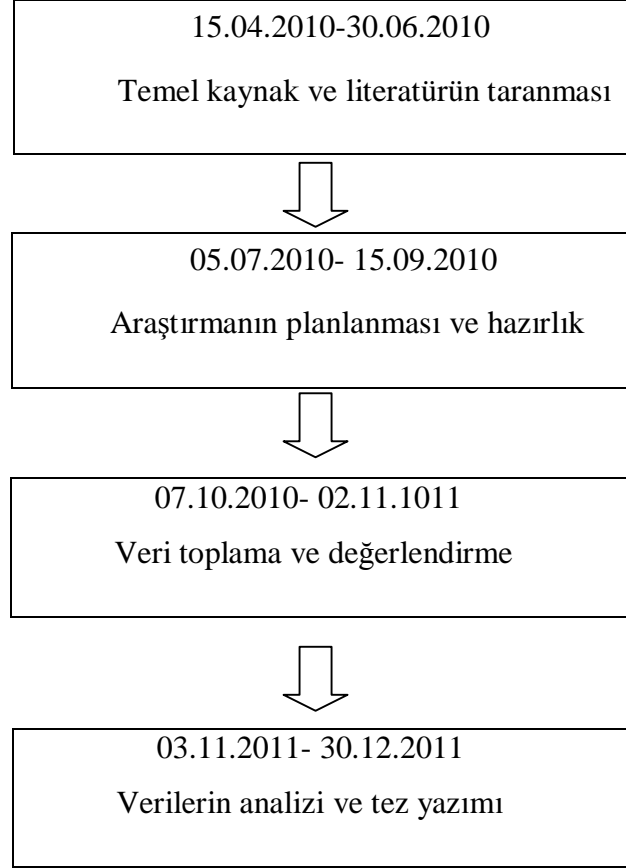 15.04.2010-30.06.2010
Temel kaynak ve literatürün taranması
05.07.2010- 15.09.2010
Araştırmanın planlanması ve hazırlık
07.10.2010- 02.11.1011
Veri toplama ve değerlendirme
03.11.2011- 30.12.2011
Verilerin analizi ve tez yazımı